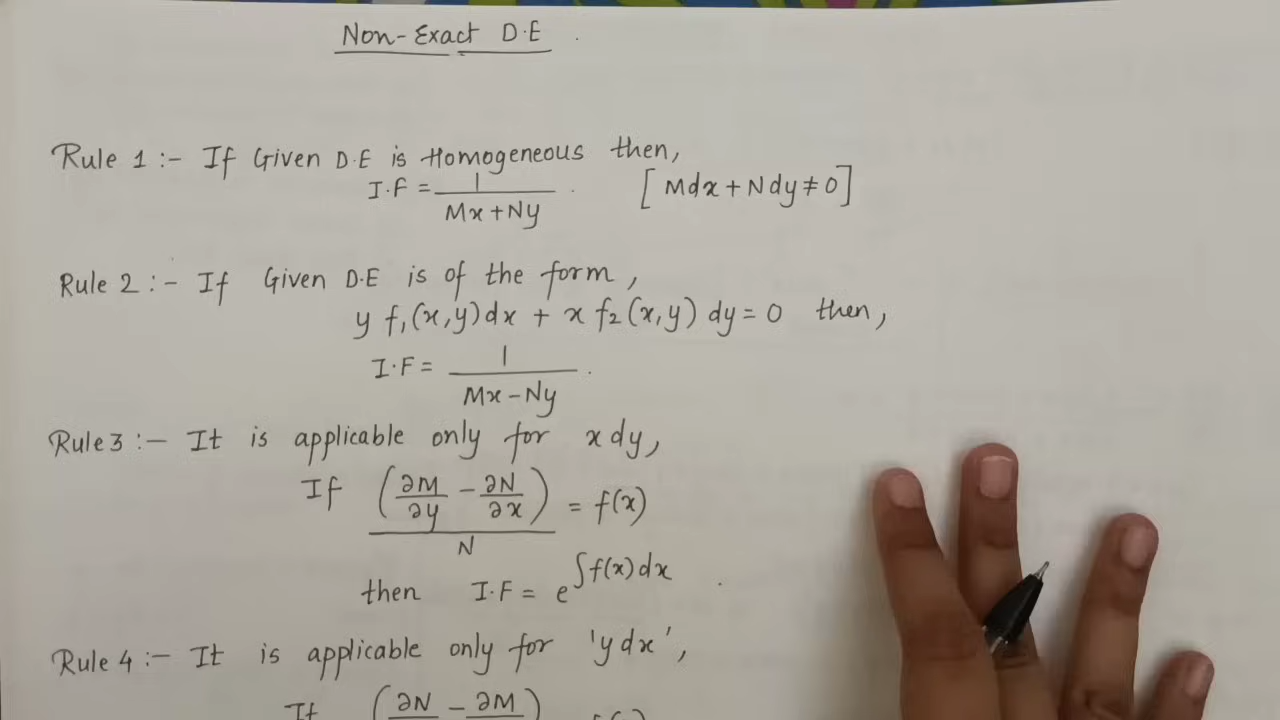 Non-Exact D.E
Rule 1 :- If Given D.E is Homogeneous then,
I.F = 1/(Mx + Ny) . [Mdx + Ndy ≠ 0]
Rule 2 :- If Given D.E is of the form,
y f₁(x,y)dx + x f₂(x,y) dy = 0 then,
I.F = 1/(Mx - Ny) .
Rule 3 :- It is applicable only for x dy,
If (∂M/∂y - ∂N/∂x)/N = f(x)
then I.F = e^∫f(x)dx .
Rule 4 :- It is applicable only for 'y dx',
If (∂N - ∂M)